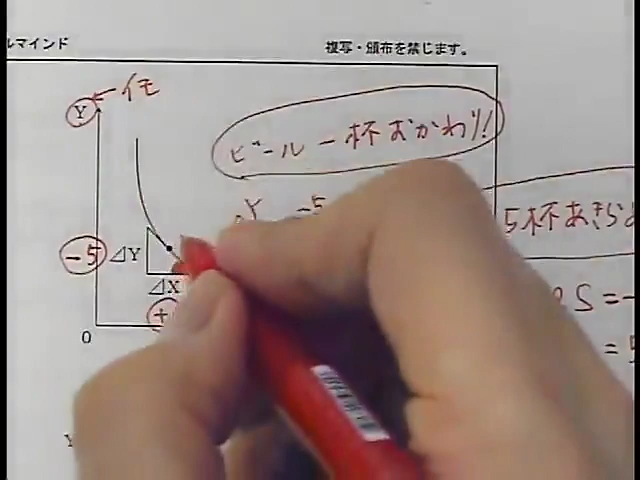 ルマインド
複写・頒布を禁じます。
イモ
Y
ビール一杯おかわり!
Y -5
5杯あきら
-5
⊿Y
⊿X
+
S=-
0
=
Y